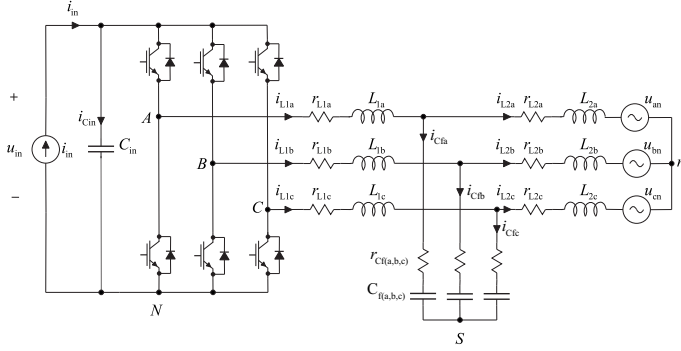 i_in
+
u_in
−
i_in
i_Cin
C_in
A
B
C
N
i_L1a r_L1a L_1a i_L2a r_L2a L_2a u_an
i_Cfa
i_L1b r_L1b L_1b i_L2b r_L2b L_2b u_bn
n
i_Cfb
i_L1c r_L1c L_1c i_L2c r_L2c L_2c u_cn
i_Cfc
r_Cf(a,b,c)
C_f(a,b,c)
S